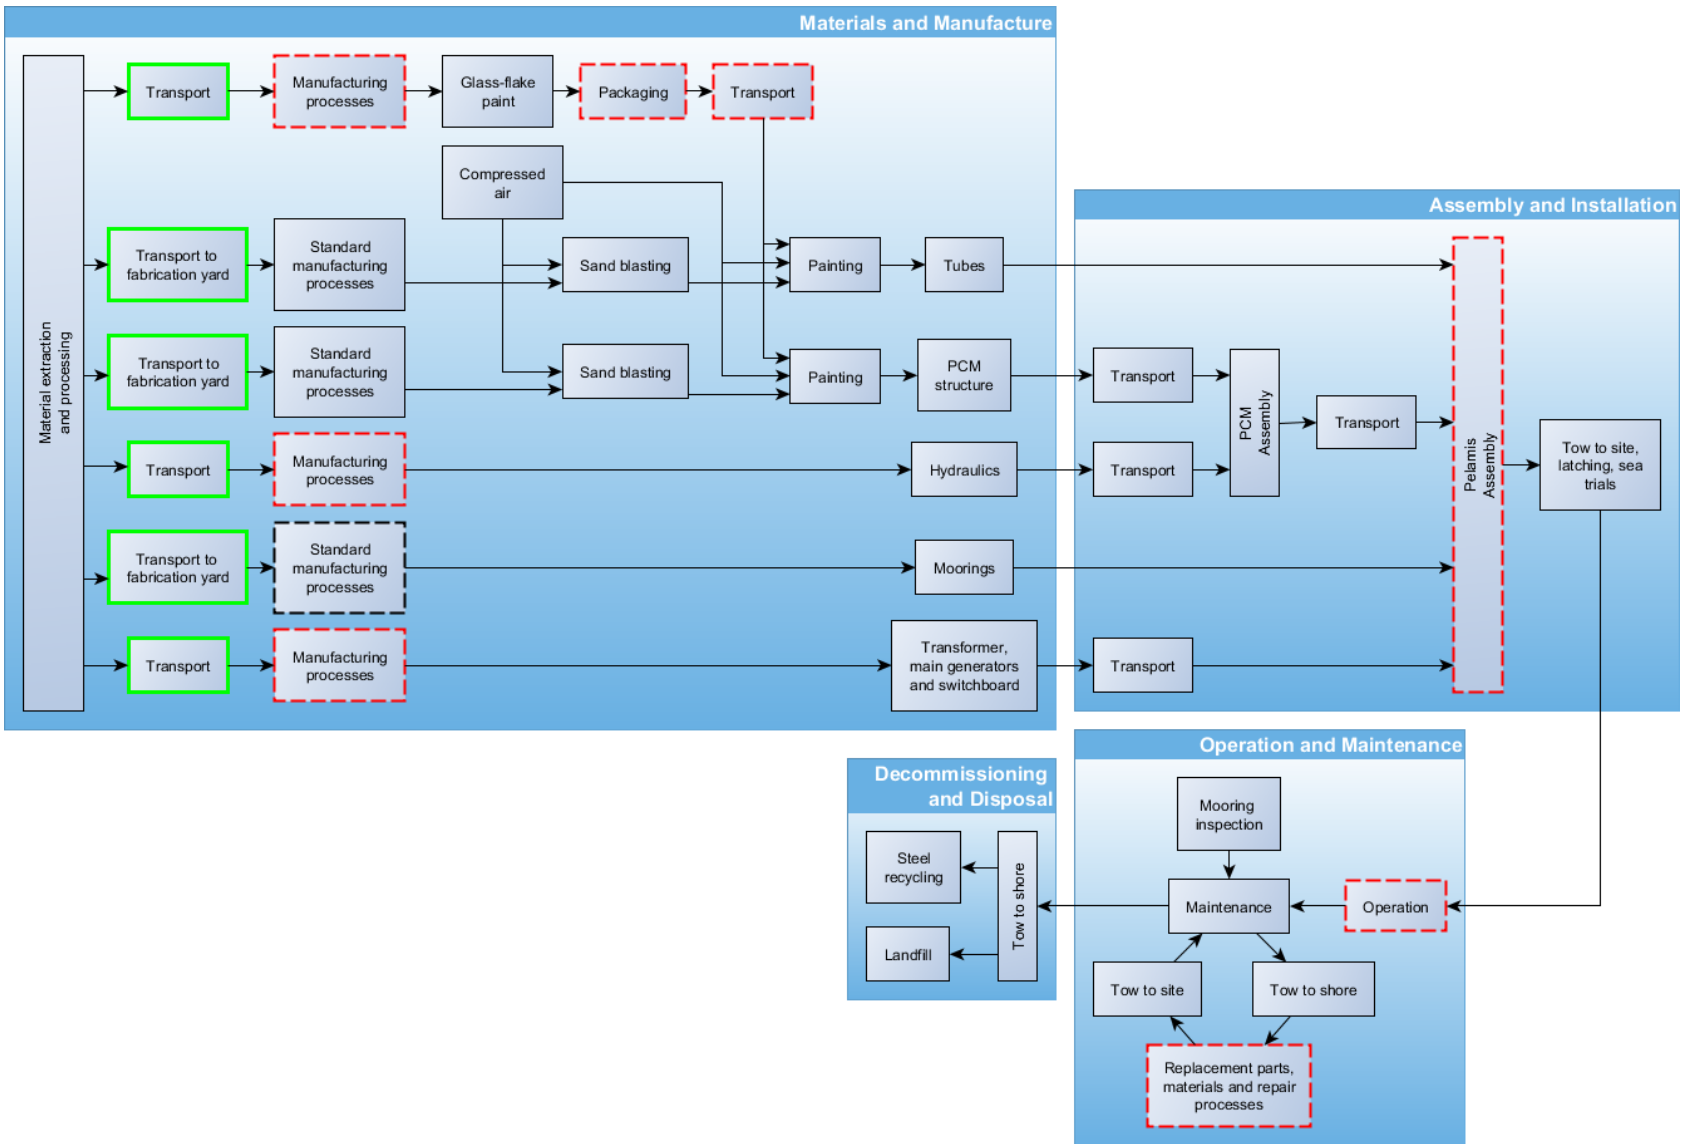 Materials and Manufacture
Material extraction
and processing
Transport
Manufacturing
processes
Glass-flake
paint
Packaging
Transport
Compressed
air
Transport to
fabrication yard
Standard
manufacturing
processes
Sand blasting
Painting
Tubes
Transport to
fabrication yard
Standard
manufacturing
processes
Sand blasting
Painting
PCM
structure
Transport
Manufacturing
processes
Hydraulics
Transport to
fabrication yard
Standard
manufacturing
processes
Moorings
Transport
Manufacturing
processes
Transformer,
main generators
and switchboard
Assembly and Installation
Transport
Transport
PCM
Assembly
Transport
Transport
Pelamis
Assembly
Tow to site,
latching, sea
trials
Operation and Maintenance
Mooring
inspection
Maintenance
Operation
Tow to site
Tow to shore
Replacement parts,
materials and repair
processes
Decommissioning
and Disposal
Steel
recycling
Landfill
Tow to shore